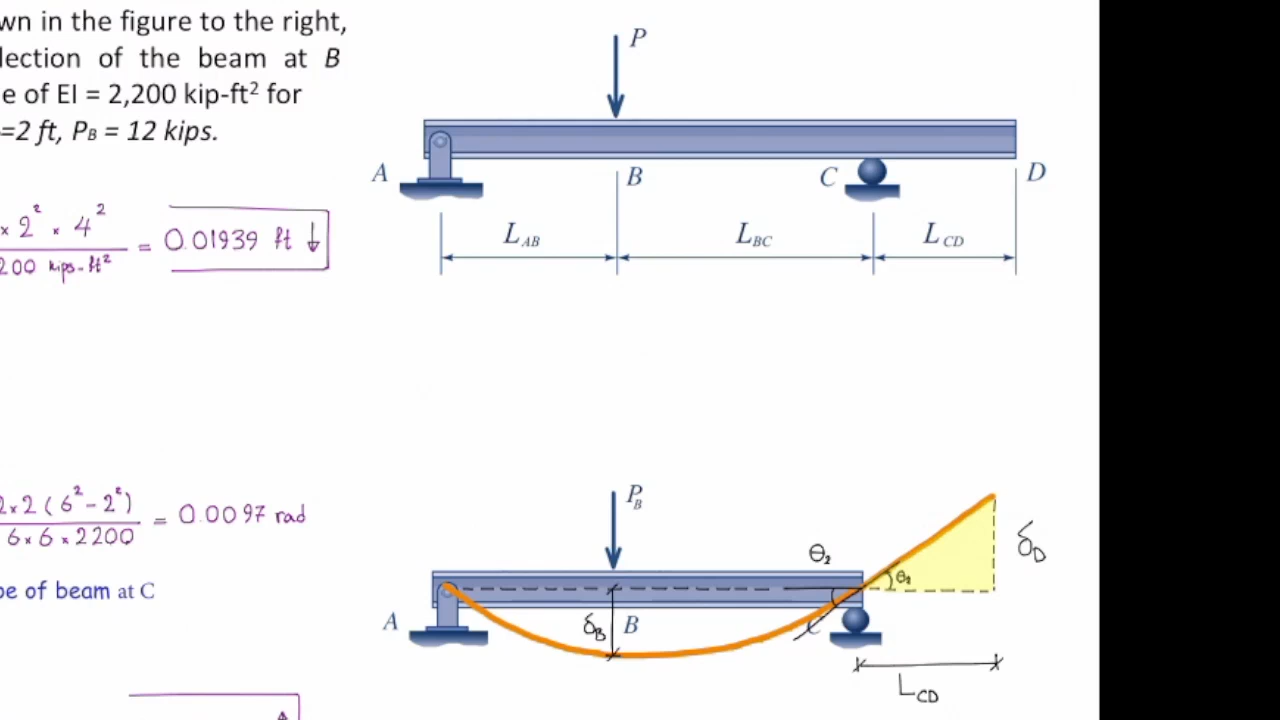 wn in the figure to the right,
lection of the beam at B
e of EI = 2,200 kip-ft² for
=2 ft, P_B = 12 kips.
× 2² × 4²
200 kips-ft²
= 0.01939 ft ↓
P
A
B
C
D
L_AB
L_BC
L_CD
2×2(6²-2²)
6×6×2200
= 0.0097 rad
pe of beam at C
P_B
θ₂
θ₂
δ_D
A
δ_B
B
C
L_CD